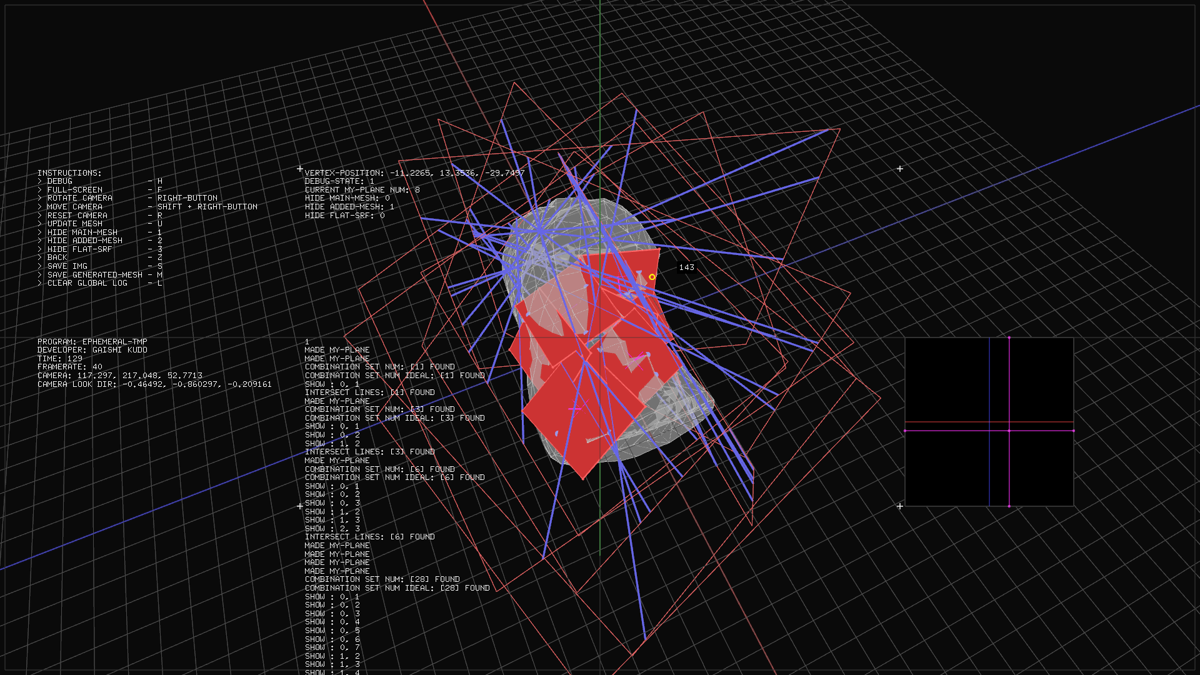 INSTRUCTIONS:
> DEBUG - H
> FULL-SCREEN - F
> ROTATE CAMERA - RIGHT-BUTTON
> MOVE CAMERA - SHIFT + RIGHT-BUTTON
> RESET CAMERA - R
> UPDATE MESH - U
> HIDE MAIN-MESH - 1
> HIDE ADDED-MESH - 2
> HIDE FLAT-SRF - 3
> BACK - Z
> SAVE IMG - S
> SAVE GENERATED-MESH - M
> CLEAR GLOBAL LOG - L
PROGRAM: EPHEMERAL-TMP
DEVELOPER: GAISHI KUDO
TIME: 129
FRAMERATE: 40
CAMERA: 117.297, 217.048, 52.7713
CAMERA LOOK DIR: -0.46492, -0.860297, -0.209161
VERTEX-POSITION: -11.2265, 13.3536, -29.7497
DEBUG-STATE: 1
CURRENT MY-PLANE NUM: 8
HIDE MAIN-MESH: 0
HIDE ADDED-MESH: 1
HIDE FLAT-SRF: 0
1
MADE MY-PLANE
MADE MY-PLANE
COMBINATION SET NUM: [1] FOUND
COMBINATION SET NUM IDEAL: [1] FOUND
SHOW : 0, 1
INTERSECT LINES: [1] FOUND
MADE MY-PLANE
COMBINATION SET NUM: [3] FOUND
COMBINATION SET NUM IDEAL: [3] FOUND
SHOW : 0, 1
SHOW : 0, 2
SHOW : 1, 2
INTERSECT LINES: [3] FOUND
MADE MY-PLANE
COMBINATION SET NUM: [6] FOUND
COMBINATION SET NUM IDEAL: [6] FOUND
SHOW : 0, 1
SHOW : 0, 2
SHOW : 0, 3
SHOW : 1, 2
SHOW : 1, 3
SHOW : 2, 3
INTERSECT LINES: [6] FOUND
MADE MY-PLANE
MADE MY-PLANE
MADE MY-PLANE
MADE MY-PLANE
COMBINATION SET NUM: [28] FOUND
COMBINATION SET NUM IDEAL: [28] FOUND
SHOW : 0, 1
SHOW : 0, 2
SHOW : 0, 3
SHOW : 0, 4
SHOW : 0, 5
SHOW : 0, 6
SHOW : 0, 7
SHOW : 1, 2
SHOW : 1, 3
SHOW : 1, 4
143